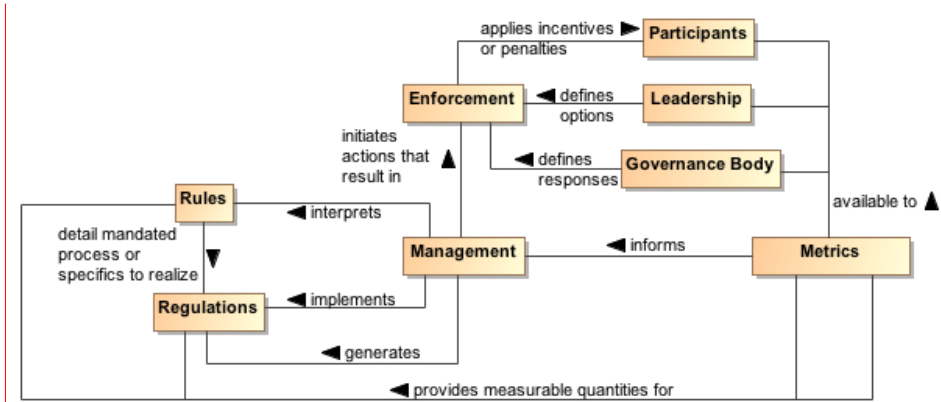 applies incentives
or penalties
Participants
Enforcement
defines
options
Leadership
initiates
actions that
result in
defines
responses
Governance Body
Rules
interprets
available to
detail mandated
process or
specifics to realize
Management
informs
Metrics
Regulations
implements
generates
provides measurable quantities for